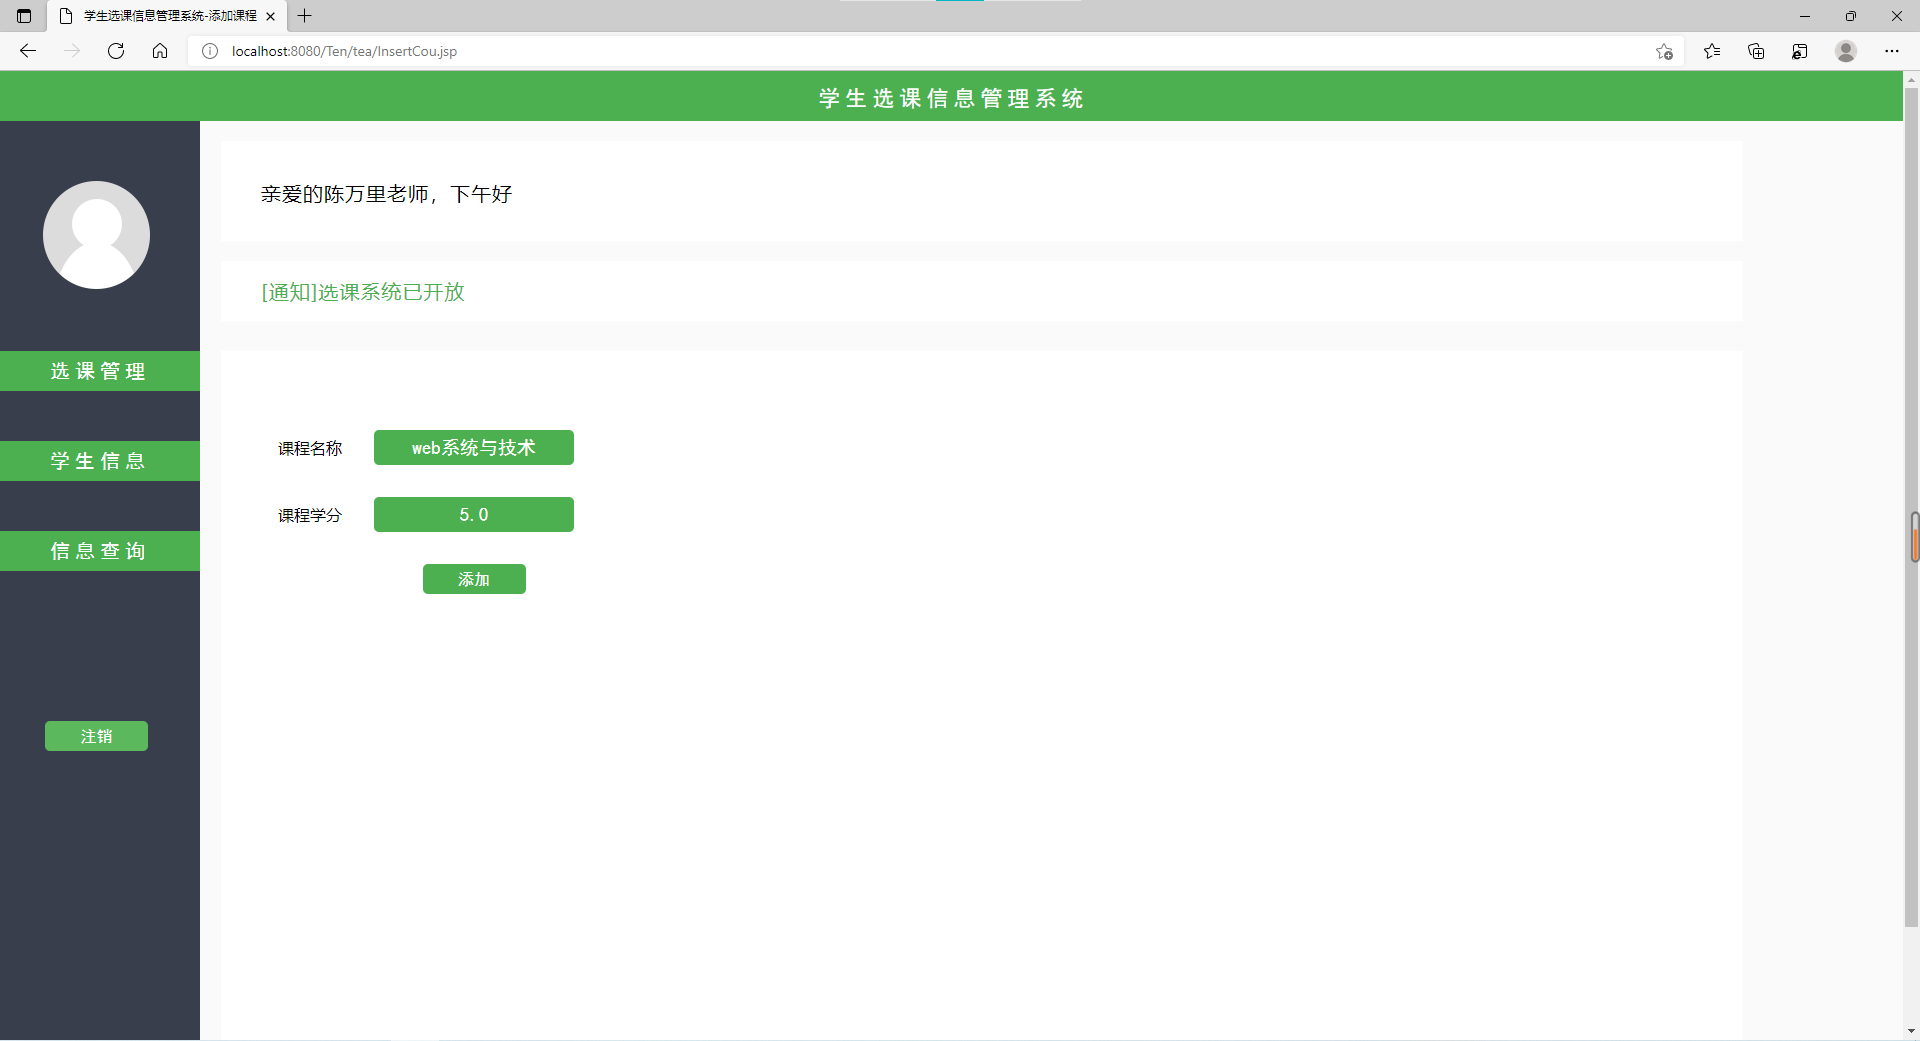 学生选课信息管理系统-添加课程
localhost:8080/Ten/tea/InsertCou.jsp
学生选课信息管理系统
亲爱的陈万里老师，下午好
[通知]选课系统已开放
选课管理
学生信息
信息查询
注销
课程名称 web系统与技术
课程学分 5.0
添加